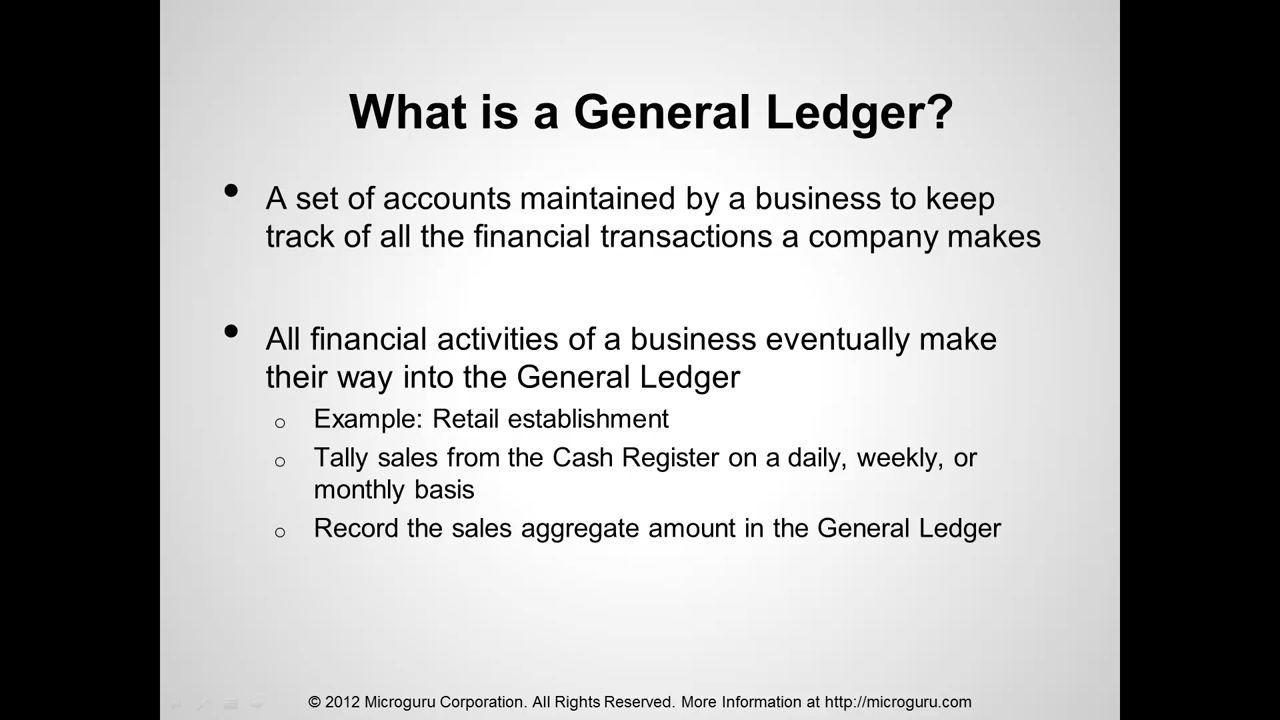 What is a General Ledger?
• A set of accounts maintained by a business to keep
track of all the financial transactions a company makes
• All financial activities of a business eventually make
their way into the General Ledger
o Example: Retail establishment
o Tally sales from the Cash Register on a daily, weekly, or
monthly basis
o Record the sales aggregate amount in the General Ledger
© 2012 Microguru Corporation. All Rights Reserved. More Information at http://microguru.com